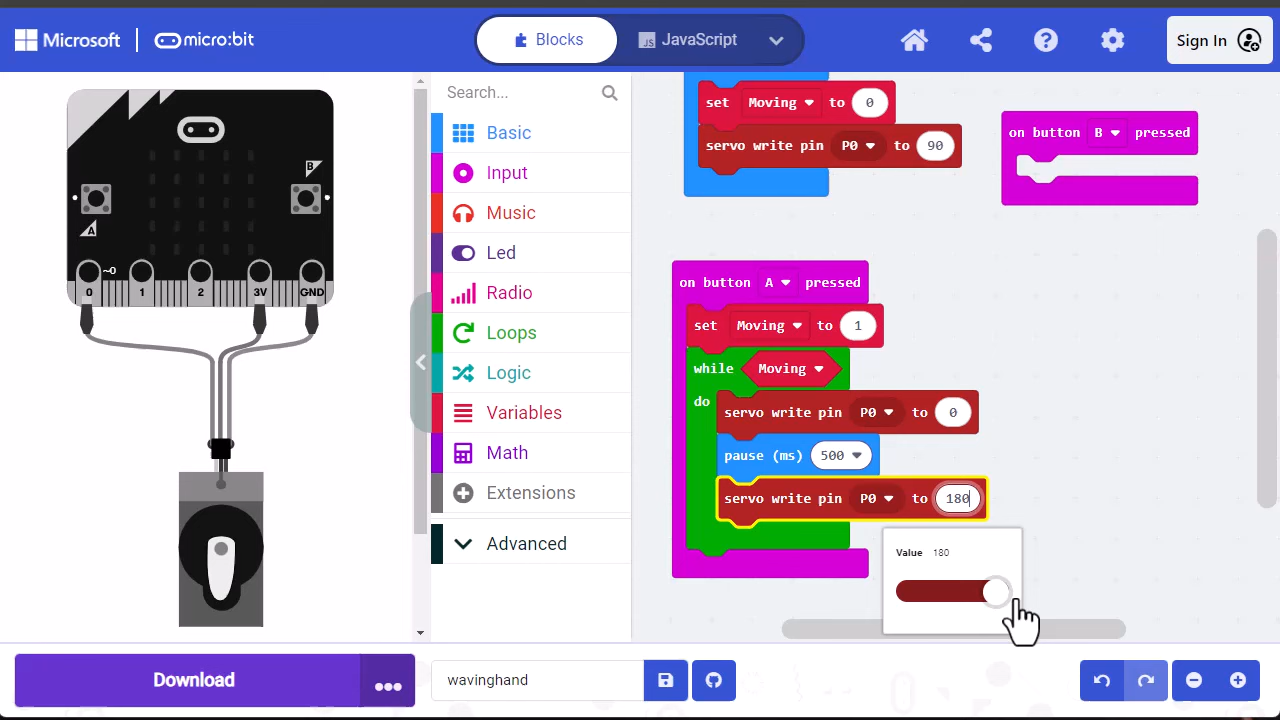 Microsoft
micro:bit
Blocks
JavaScript
Sign In
Search...
Basic
Input
Music
Led
Radio
Loops
Logic
Variables
Math
Extensions
Advanced
B
A
~0
0 1 2 3V GND
set Moving to 0
servo write pin P0 to 90
on button B pressed
on button A pressed
set Moving to 1
while Moving
do
servo write pin P0 to 0
pause (ms) 500
servo write pin P0 to 180
Value 180
Download
wavinghand